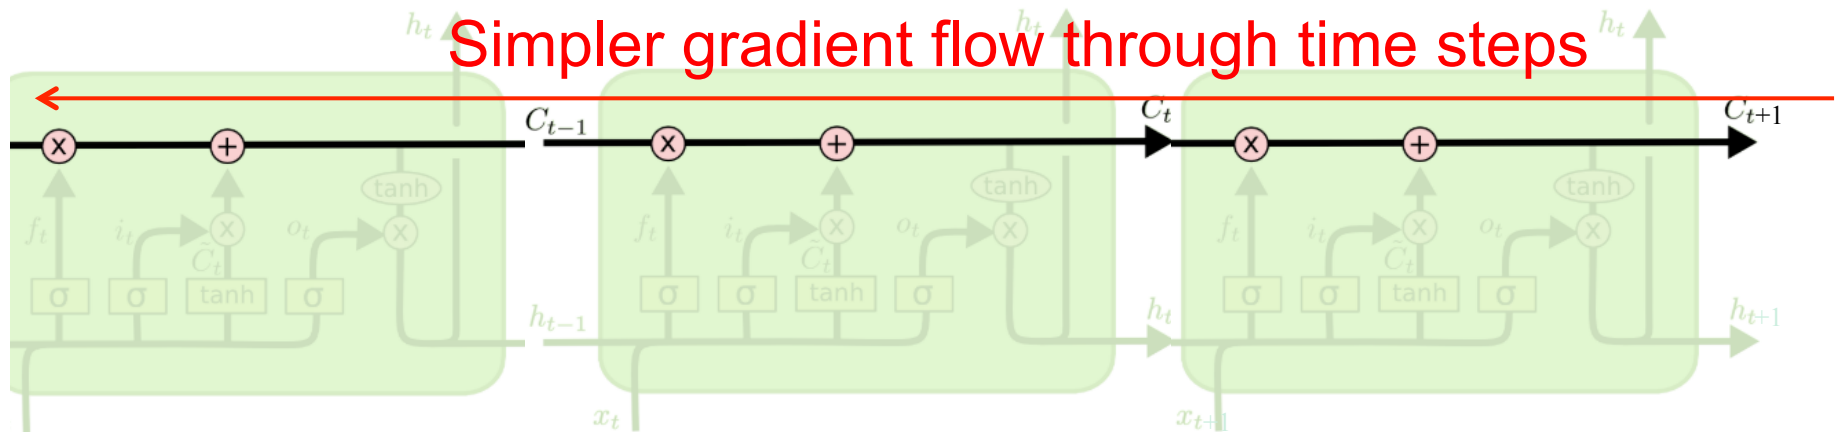 Simpler gradient flow through time steps
h_t h_t h_t
C_{t-1} C_t C_{t+1}
x + x + x +
tanh tanh tanh
f_t i_t x o_t x f_t i_t x o_t x f_t i_t x o_t x
C̃_t C̃_t C̃_t
σ σ tanh σ σ σ tanh σ σ σ tanh σ
h_{t-1} h_t h_{t+1}
x_t x_{t+1}